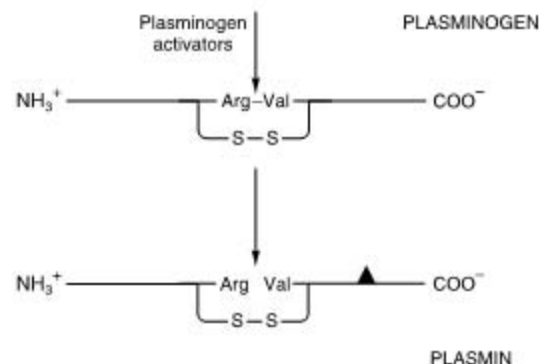 Plasminogen
activators
PLASMINOGEN
NH₃⁺ Arg–Val COO⁻
S–S
NH₃⁺ Arg Val COO⁻
S–S
PLASMIN